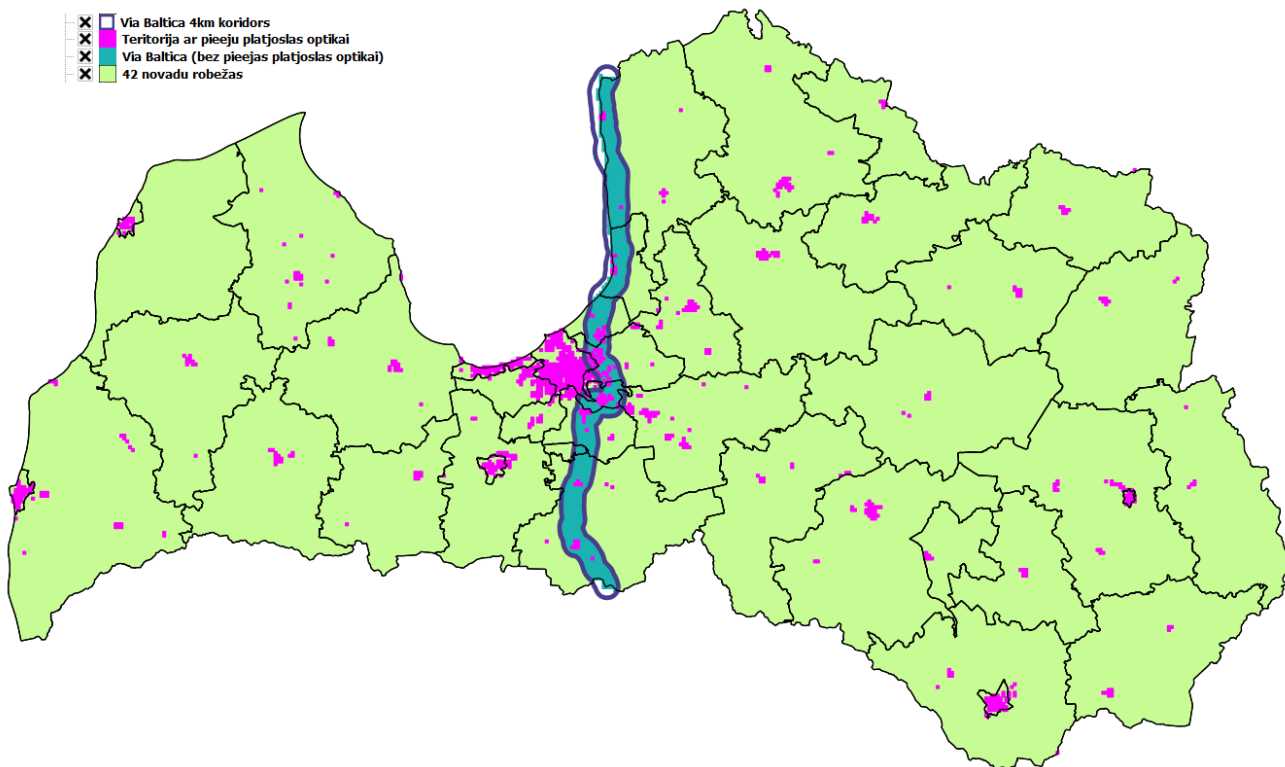 Via Baltica 4km koridors
Teritorija ar pieeju platjoslas optikai
Via Baltica (bez pieejas platjoslas optikai)
42 novadu robežas